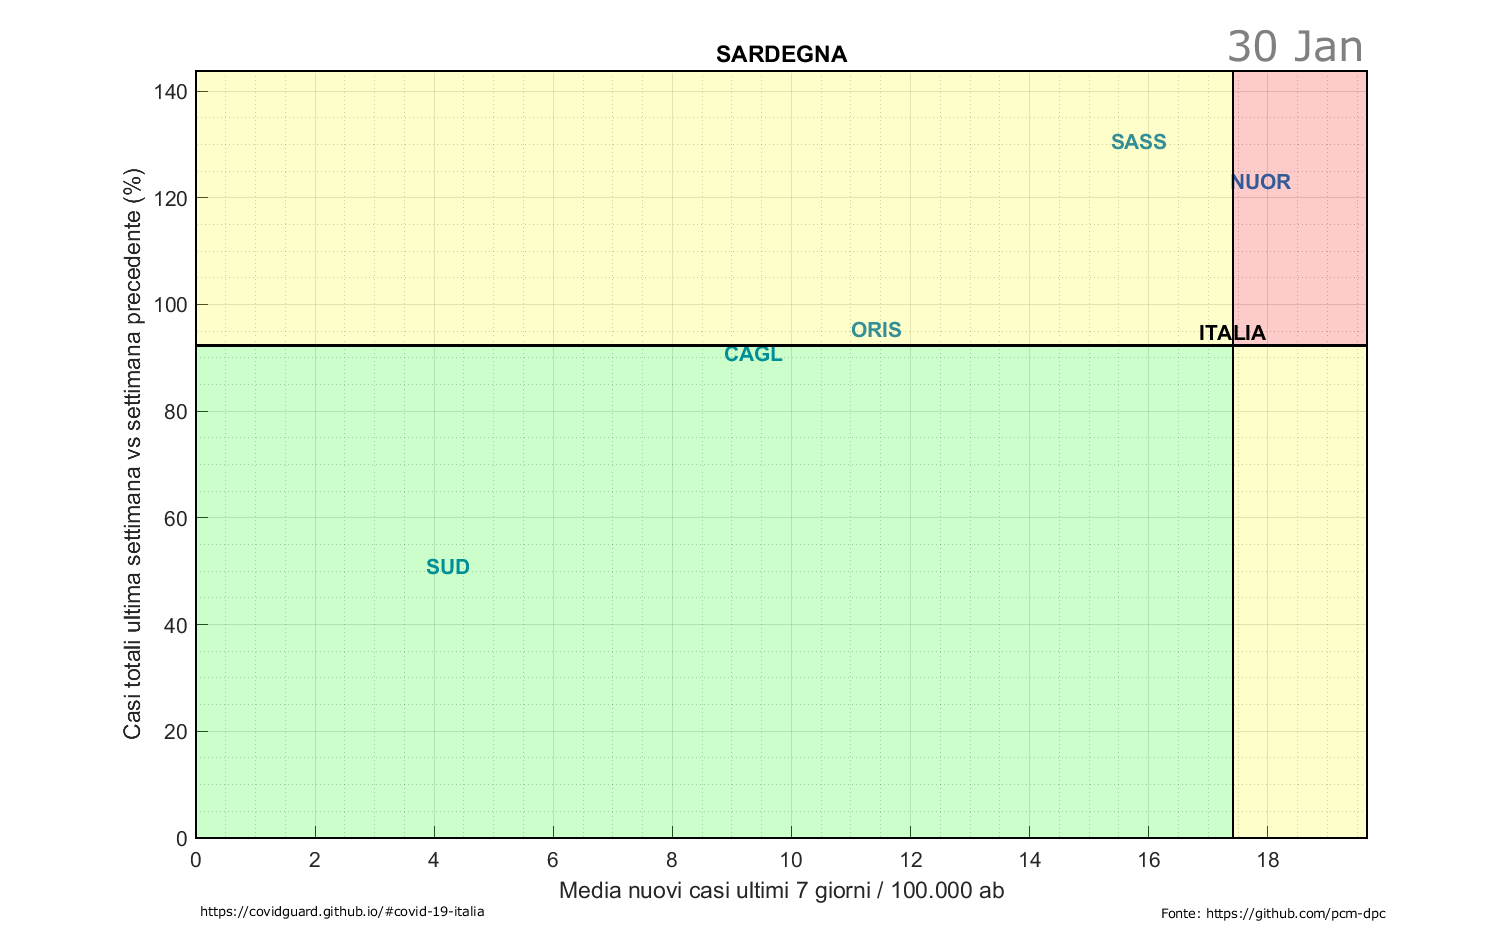 30 Jan
SARDEGNA
Casi totali ultima settimana vs settimana precedente (%)
140
120
100
80
60
40
20
0
SASS
NUOR
ORIS
ITALIA
CAGL
SUD
0 2 4 6 8 10 12 14 16 18
Media nuovi casi ultimi 7 giorni / 100.000 ab
https://covidguard.github.io/#covid-19-italia
Fonte: https://github.com/pcm-dpc